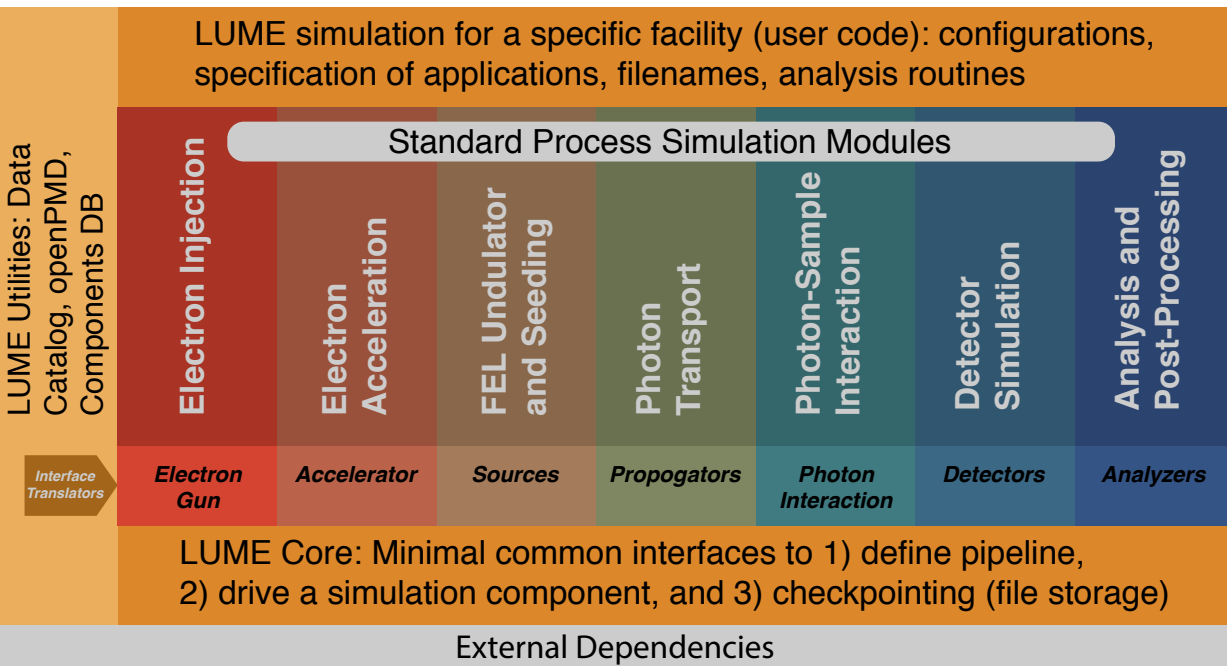 LUME simulation for a specific facility (user code): configurations,
specification of applications, filenames, analysis routines
LUME Utilities: Data
Catalog, openPMD,
Components DB
Standard Process Simulation Modules
Electron Injection
Electron
Acceleration
FEL Undulator
and Seeding
Photon
Transport
Photon-Sample
Interaction
Detector
Simulation
Analysis and
Post-Processing
Interface
Translators
Electron
Gun
Accelerator
Sources
Propogators
Photon
Interaction
Detectors
Analyzers
LUME Core: Minimal common interfaces to 1) define pipeline,
2) drive a simulation component, and 3) checkpointing (file storage)
External Dependencies